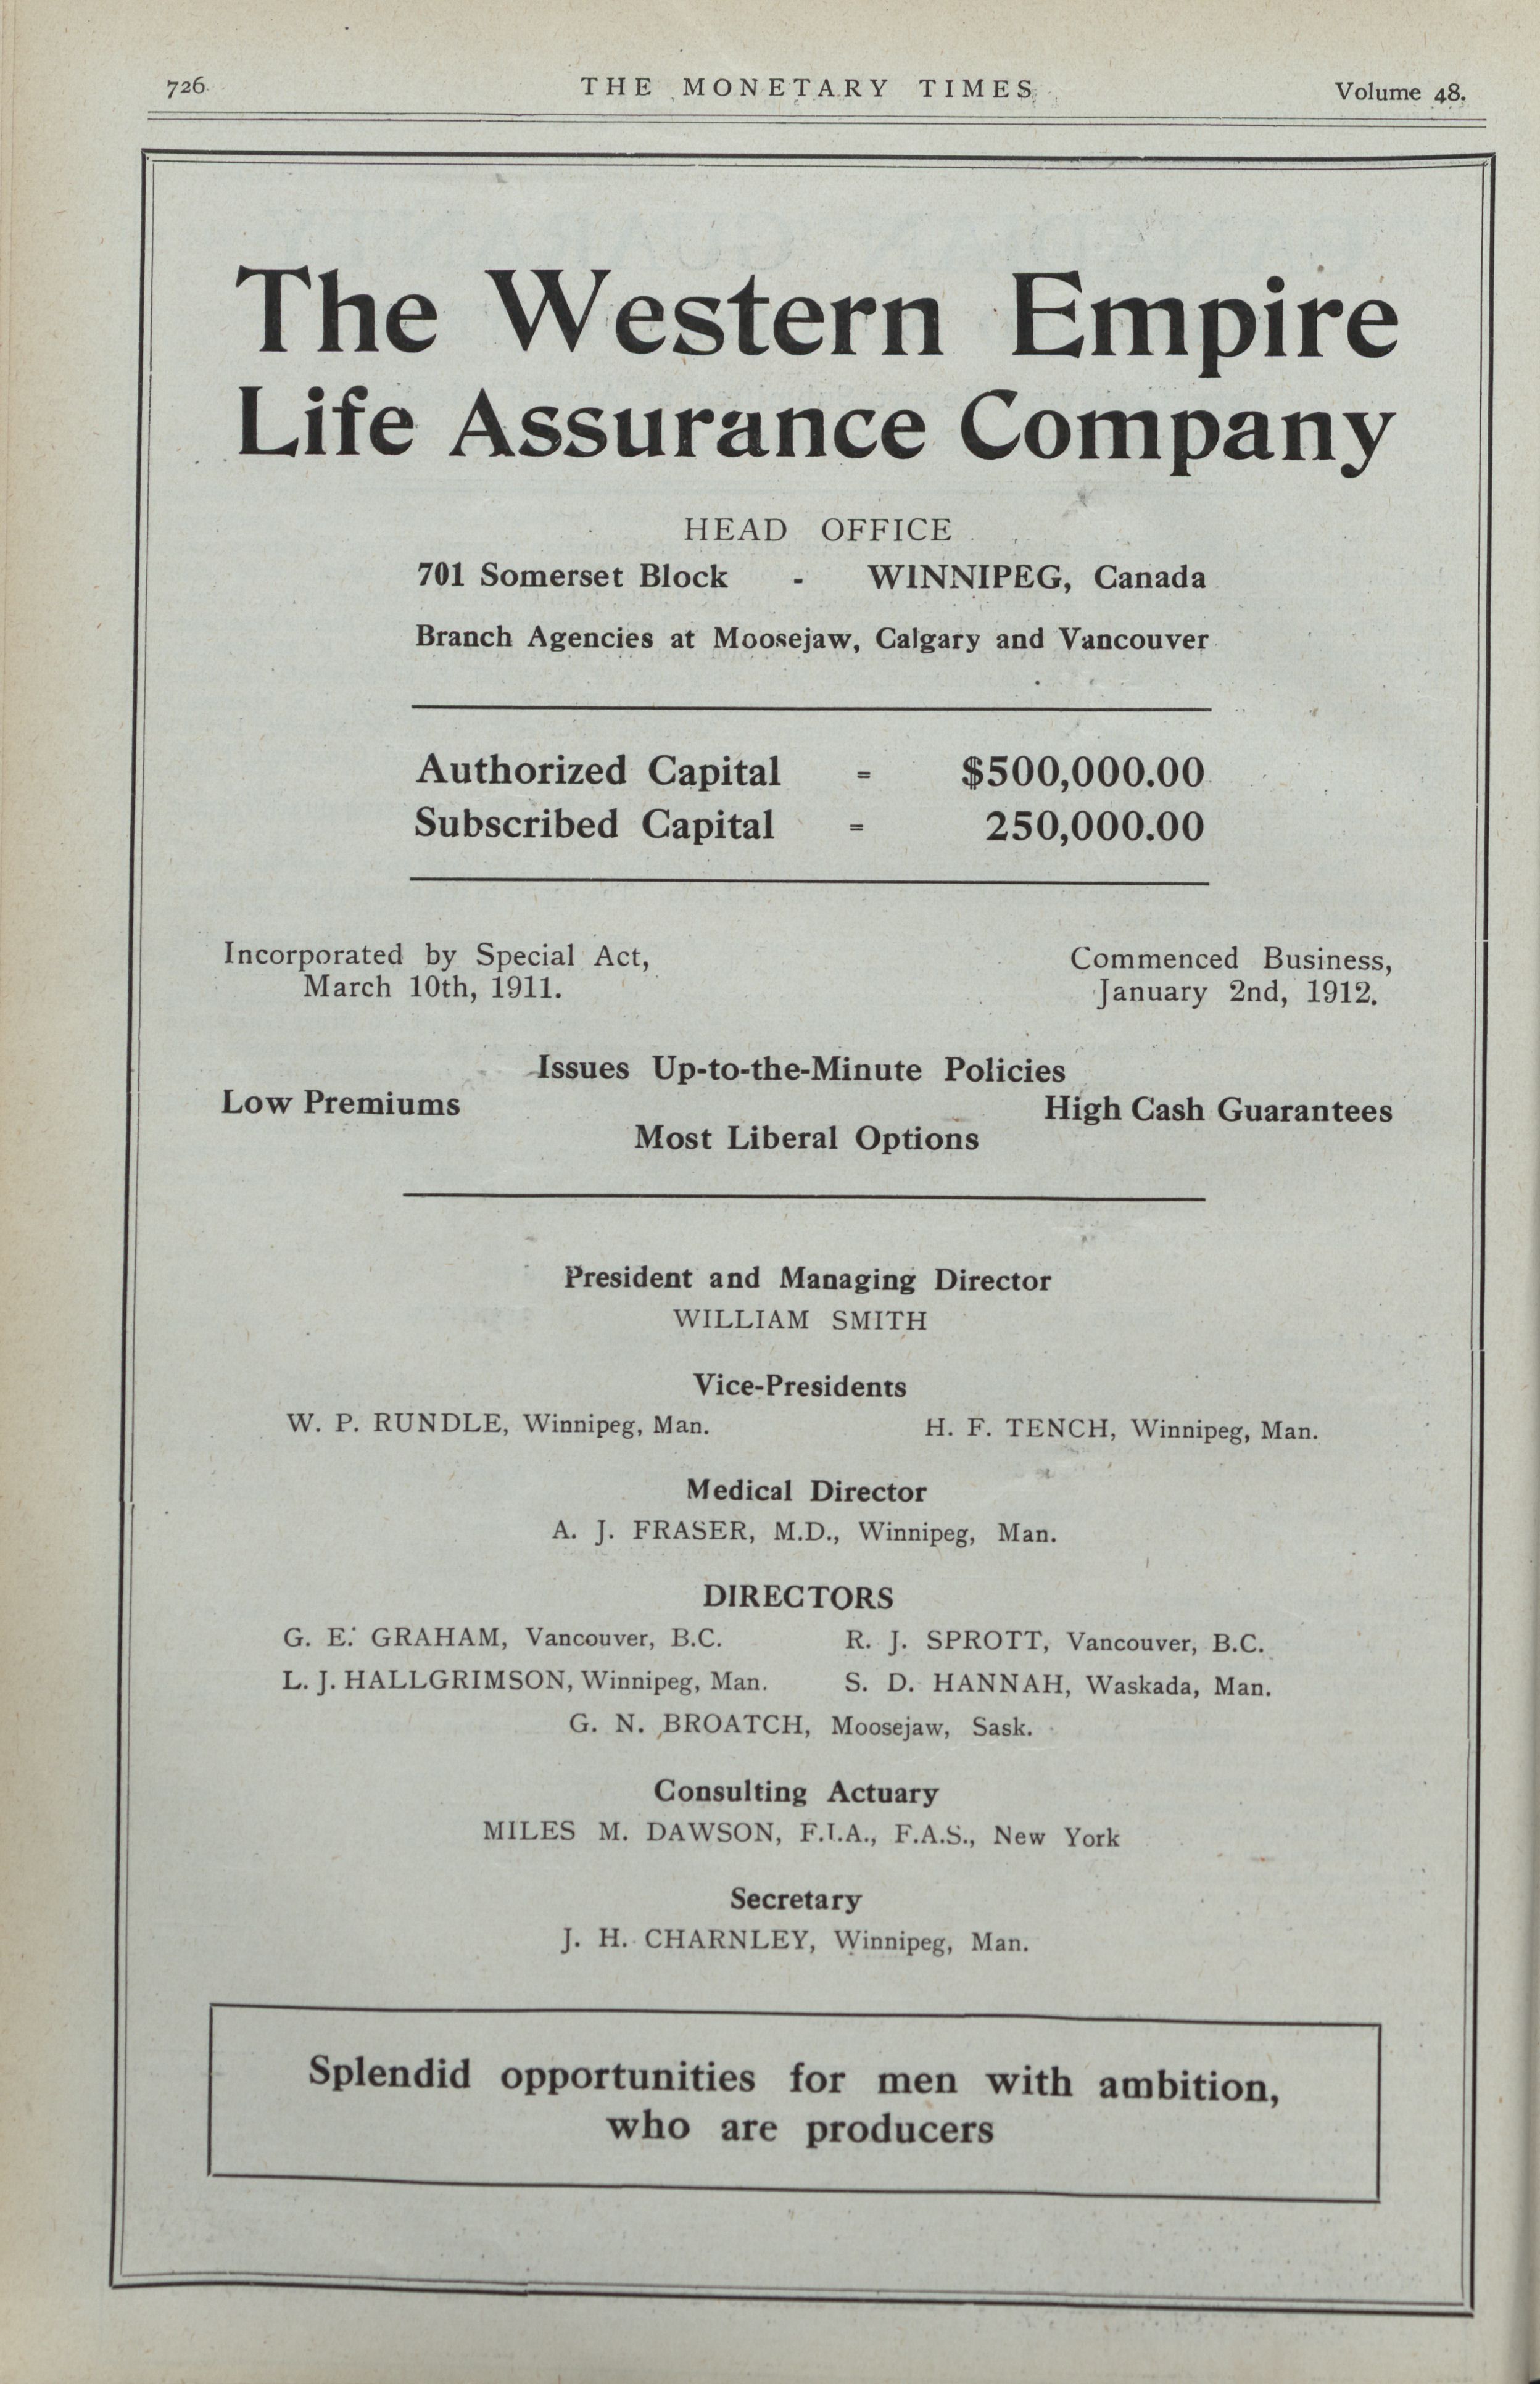 726
THE MONETARY TIMES
Volume 48.
The Western Empire
Life Assurance Company
HEAD OFFICE
701 Somerset Block - WINNIPEG, Canada
Branch Agencies at Moosejaw, Calgary and Vancouver
Authorized Capital = $500,000.00
Subscribed Capital = 250,000.00
Incorporated by Special Act,
March 10th, 1911.
Commenced Business,
January 2nd, 1912.
Issues Up-to-the-Minute Policies
Low Premiums
High Cash Guarantees
Most Liberal Options
President and Managing Director
WILLIAM SMITH
Vice-Presidents
W. P. RUNDLE, Winnipeg, Man. H. F. TENCH, Winnipeg, Man.
Medical Director
A. J. FRASER, M.D., Winnipeg, Man.
DIRECTORS
G. E. GRAHAM, Vancouver, B.C. R. J. SPROTT, Vancouver, B.C.
L. J. HALLGRIMSON, Winnipeg, Man. S. D. HANNAH, Waskada, Man.
G. N. BROATCH, Moosejaw, Sask.
Consulting Actuary
MILES M. DAWSON, F.I.A., F.A.S., New York
Secretary
J. H. CHARNLEY, Winnipeg, Man.
Splendid opportunities for men with ambition,
who are producers